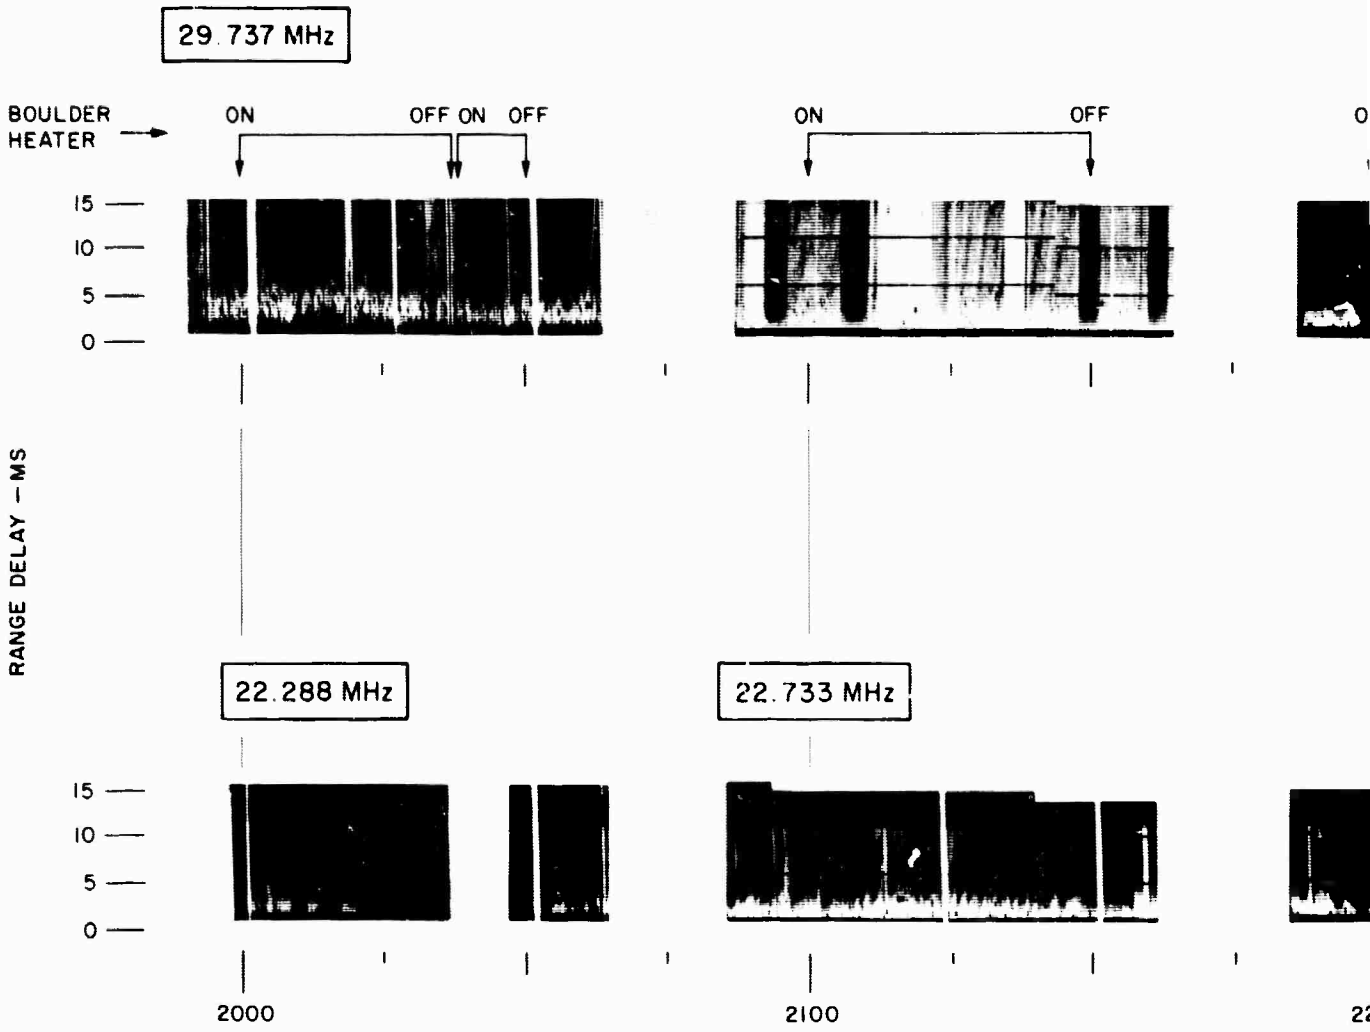 29.737 MHz
BOULDER HEATER
ON OFF ON OFF ON OFF
15
10
5
0
RANGE DELAY – MS
22.288 MHz 22.733 MHz
15
10
5
0
2000 2100